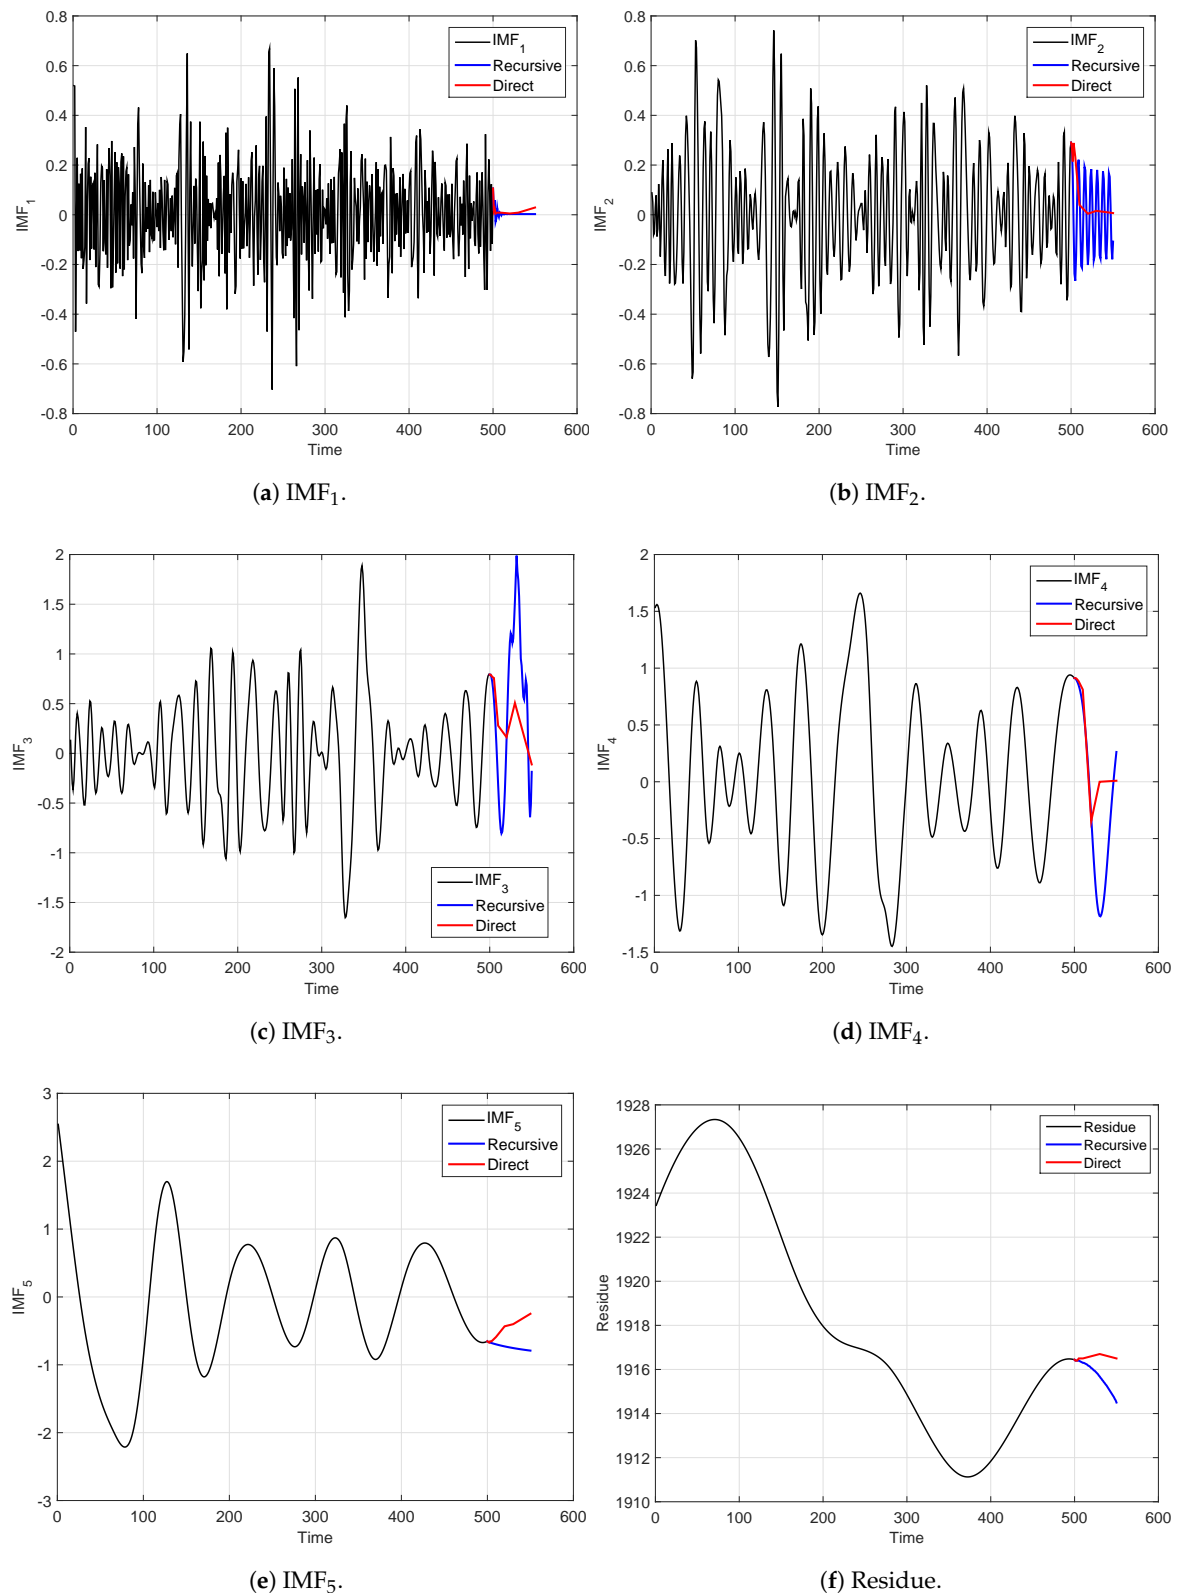 0.8
0.6
0.4
0.2
0
-0.2
-0.4
-0.6
-0.8
IMF1
0 100 200 300 400 500 600
Time
IMF1
Recursive
Direct
(a) IMF1.
0.8
0.6
0.4
0.2
0
-0.2
-0.4
-0.6
-0.8
IMF2
0 100 200 300 400 500 600
Time
IMF2
Recursive
Direct
(b) IMF2.
2
1.5
1
0.5
0
-0.5
-1
-1.5
-2
IMF3
0 100 200 300 400 500 600
Time
IMF3
Recursive
Direct
(c) IMF3.
2
1.5
1
0.5
0
-0.5
-1
-1.5
IMF4
0 100 200 300 400 500 600
Time
IMF4
Recursive
Direct
(d) IMF4.
3
2
1
0
-1
-2
-3
IMF5
0 100 200 300 400 500 600
Time
IMF5
Recursive
Direct
(e) IMF5.
1928
1926
1924
1922
1920
1918
1916
1914
1912
1910
Residue
0 100 200 300 400 500 600
Time
Residue
Recursive
Direct
(f) Residue.